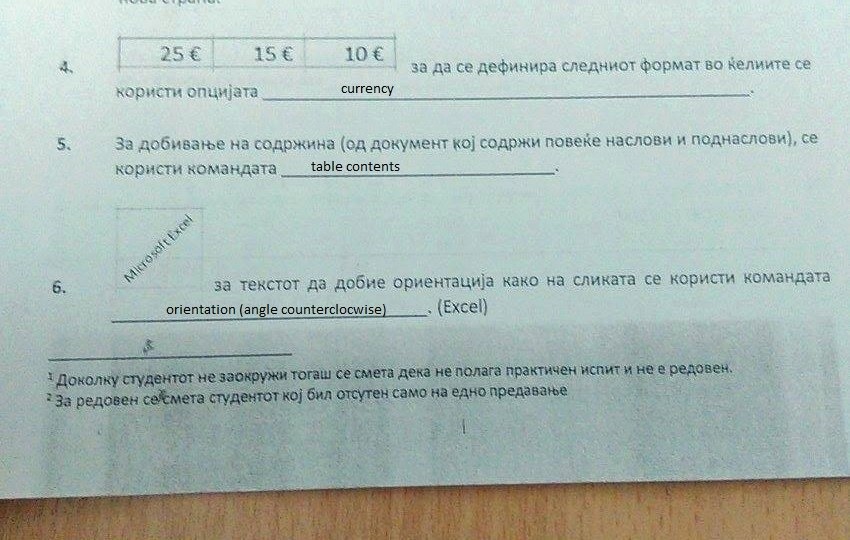 нова страна.
25 € 15 € 10 €
4. за да се дефинира следниот формат во ќелиите се
користи опцијата currency.
5. За добивање на содржина (од документ кој содржи повеќе наслови и поднаслови), се
користи командата table contents.
Microsoft Excel
6. за текстот да добие ориентација како на сликата се користи командата
orientation (angle counterclocwise). (Excel)
1 Доколку студентот не заокружи тогаш се смета дека не полага практичен испит и не е редовен.
2 За редовен се смета студентот кој бил отсутен само на едно предавање